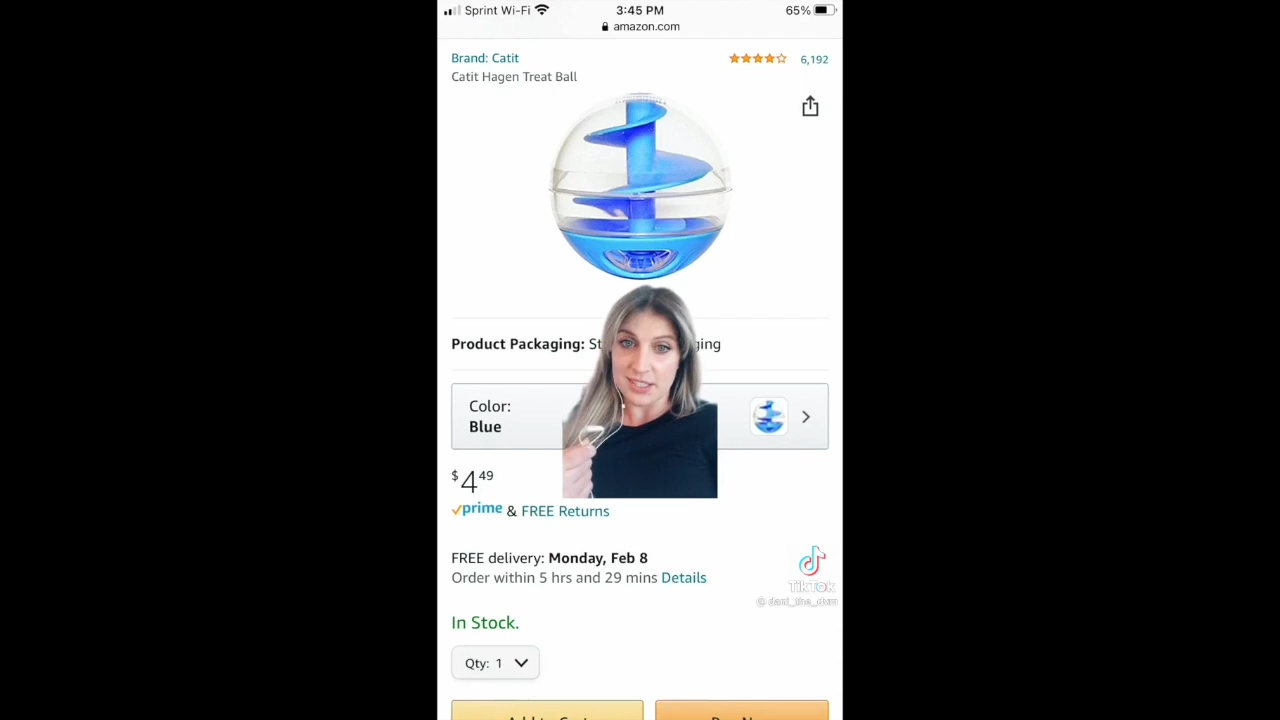 Sprint Wi-Fi 3:45 PM 65%
amazon.com
Brand: Catit 6,192
Catit Hagen Treat Ball
Product Packaging: St ging
Color:
Blue
$4 49
prime & FREE Returns
FREE delivery: Monday, Feb 8
Order within 5 hrs and 29 mins Details
TikTok
@dani_the_dvm
In Stock.
Qty: 1